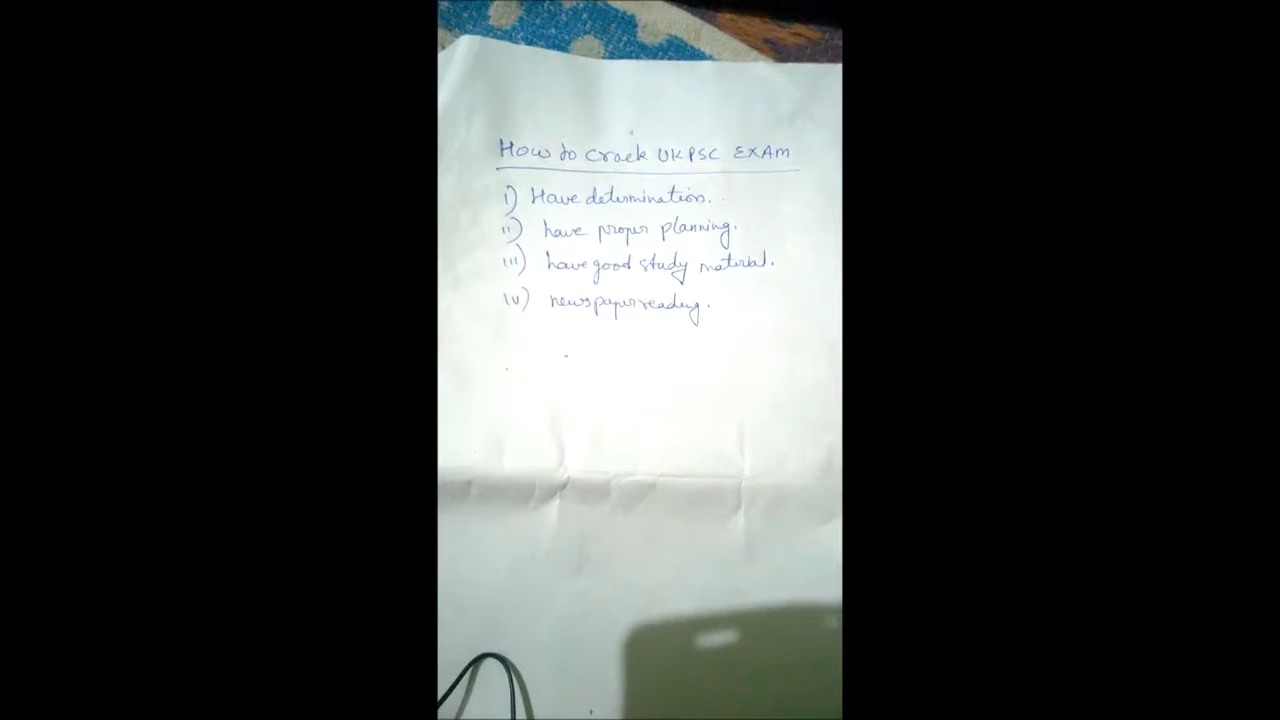 How to crack UKPSC EXAM
i) Have determination.
ii) have proper planning.
iii) have good study material.
iv) newspaper reading.